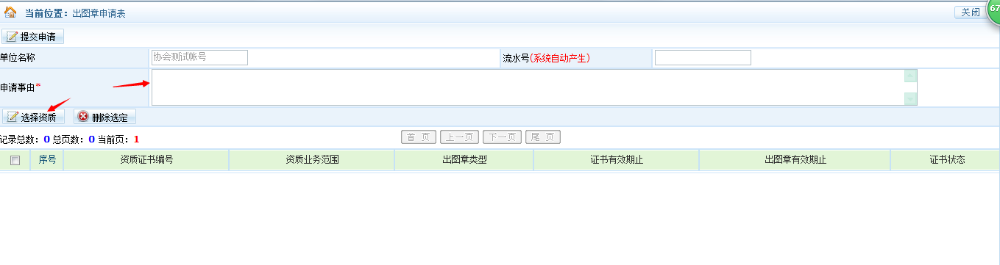 当前位置：出图章申请表
关闭
67
提交申请
单位名称 协会测试帐号 流水号(系统自动产生)
申请事由*
选择资质 删除选定
记录总数：0 总页数：0 当前页：1 首 页 上一页 下一页 尾 页
序号 资质证书编号 资质业务范围 出图章类型 证书有效期止 出图章有效期止 证书状态